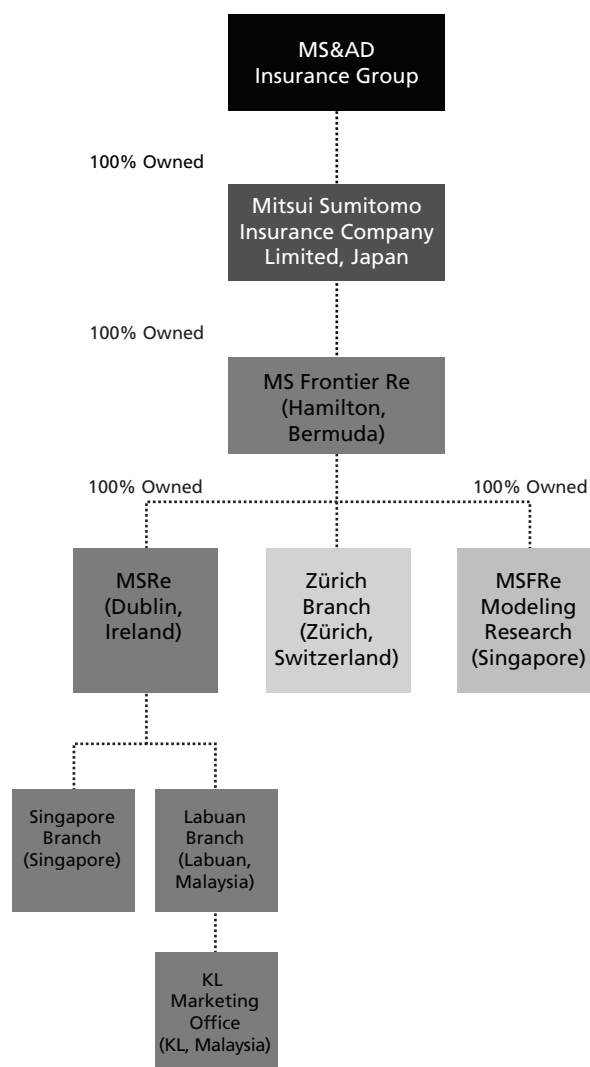 MS&AD
Insurance Group
100% Owned
Mitsui Sumitomo
Insurance Company
Limited, Japan
100% Owned
MS Frontier Re
(Hamilton,
Bermuda)
100% Owned
100% Owned
MSRe
(Dublin,
Ireland)
Zürich
Branch
(Zürich,
Switzerland)
MSFRe
Modeling
Research
(Singapore)
Singapore
Branch
(Singapore)
Labuan
Branch
(Labuan,
Malaysia)
KL
Marketing
Office
(KL, Malaysia)